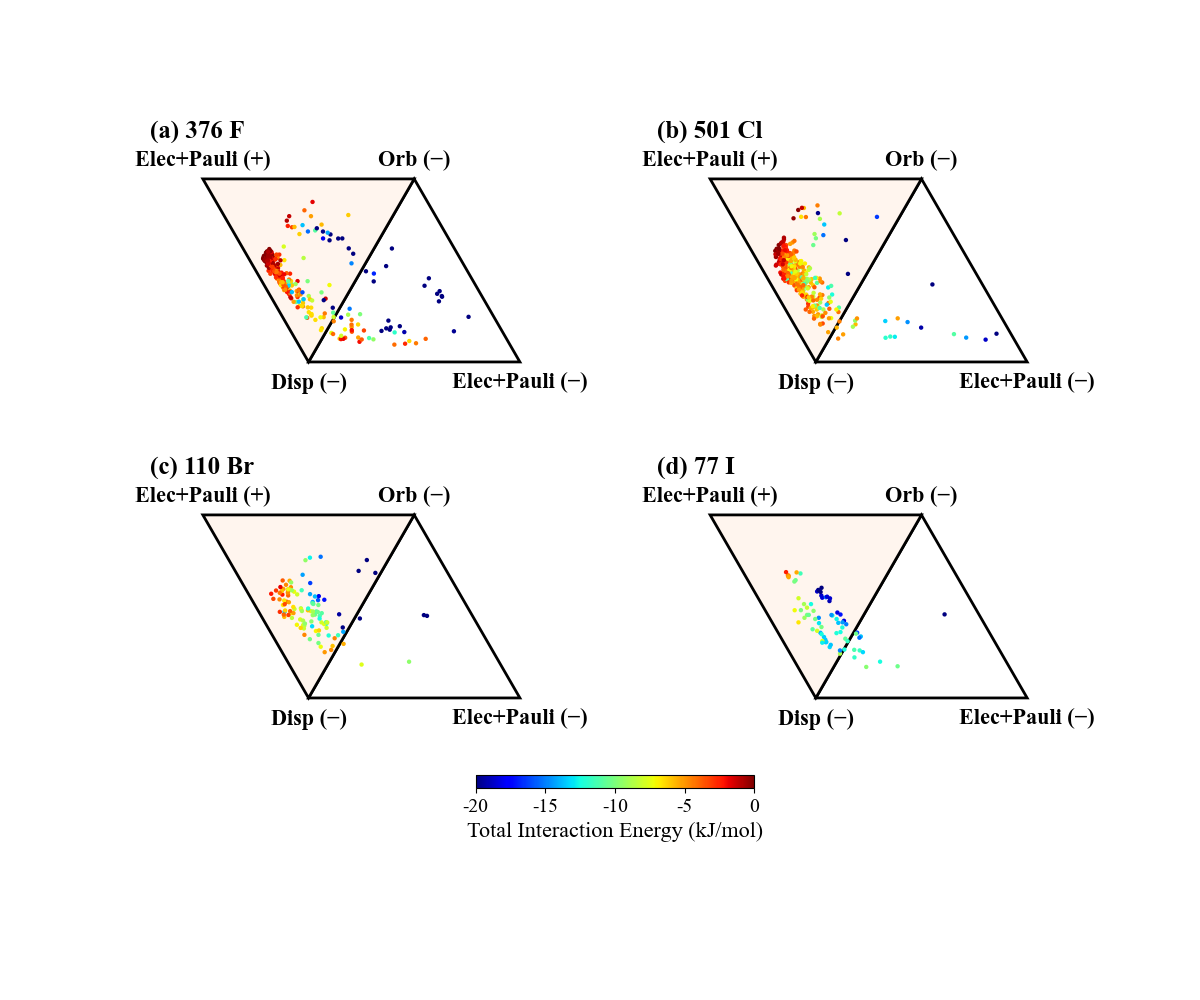 (a) 376 F
Elec+Pauli (+) Orb (−)
Disp (−) Elec+Pauli (−)
(b) 501 Cl
Elec+Pauli (+) Orb (−)
Disp (−) Elec+Pauli (−)
(c) 110 Br
Elec+Pauli (+) Orb (−)
Disp (−) Elec+Pauli (−)
(d) 77 I
Elec+Pauli (+) Orb (−)
Disp (−) Elec+Pauli (−)
-20 -15 -10 -5 0
Total Interaction Energy (kJ/mol)